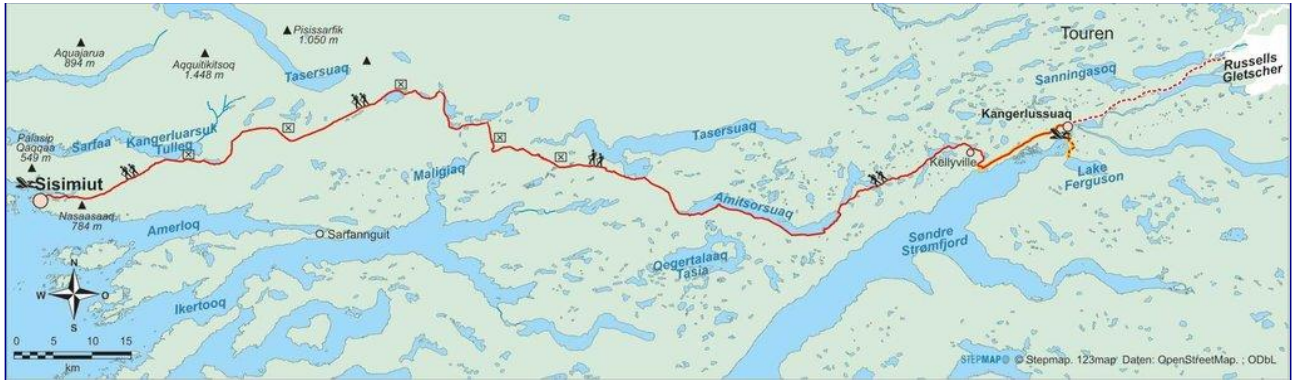 Pisissarfik
1.050 m
Aquajarua
894 m
Aqquitikitsoq
1.448 m
Tasersuaq
Touren
Sanningasoq
Russells
Gletscher
Kangerlussuaq
Palasip
Qaqqaa
549 m
Sarfaa
Kangerluarsuk
Tulleq
Tasersuaq
Kellyville
Lake
Ferguson
Maligiaq
Sisimiut
Nasaasaaq
784 m
Amerloq
Sarfannguit
Amitsorsuaq
Søndre
Strømfjord
Qegertalaaq
Tasia
Ikertooq
N
W O
S
0 5 10 15
km
STEPMAP © Stepmap. 123map Daten: OpenStreetMap. ; ODbL